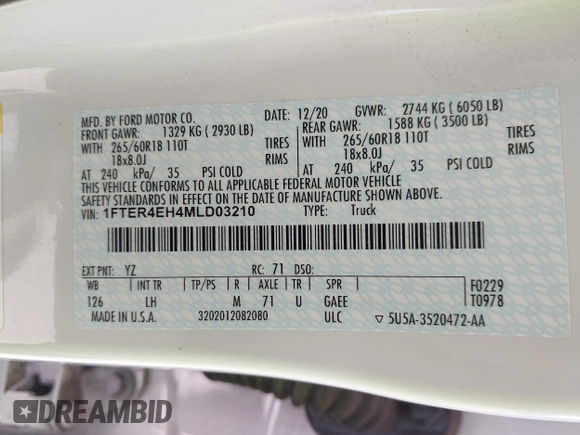 MFD. BY FORD MOTOR CO. DATE: 12/20 GVWR: 2744 KG ( 6050 LB)
FRONT GAWR: 1329 KG ( 2930 LB) REAR GAWR: 1588 KG ( 3500 LB)
WITH 265/60R18 110T TIRES WITH 265/60R18 110T TIRES
18x8.0J RIMS 18x8.0J RIMS
AT 240 kPa/ 35 PSI COLD AT 240 kPa/ 35 PSI COLD
THIS VEHICLE CONFORMS TO ALL APPLICABLE FEDERAL MOTOR VEHICLE
SAFETY STANDARDS IN EFFECT ON THE DATE OF MANUFACTURE SHOWN ABOVE.
VIN: 1FTER4EH4MLD03210 TYPE: Truck
EXT PNT: YZ RC: 71 DSO:
WB INT TR TP/PS R AXLE TR SPR F0229
126 LH M 71 U GAEE T0978
MADE IN U.S.A. 3202012082080 ULC ▽ 5U5A-3520472-AA
DREAMBID